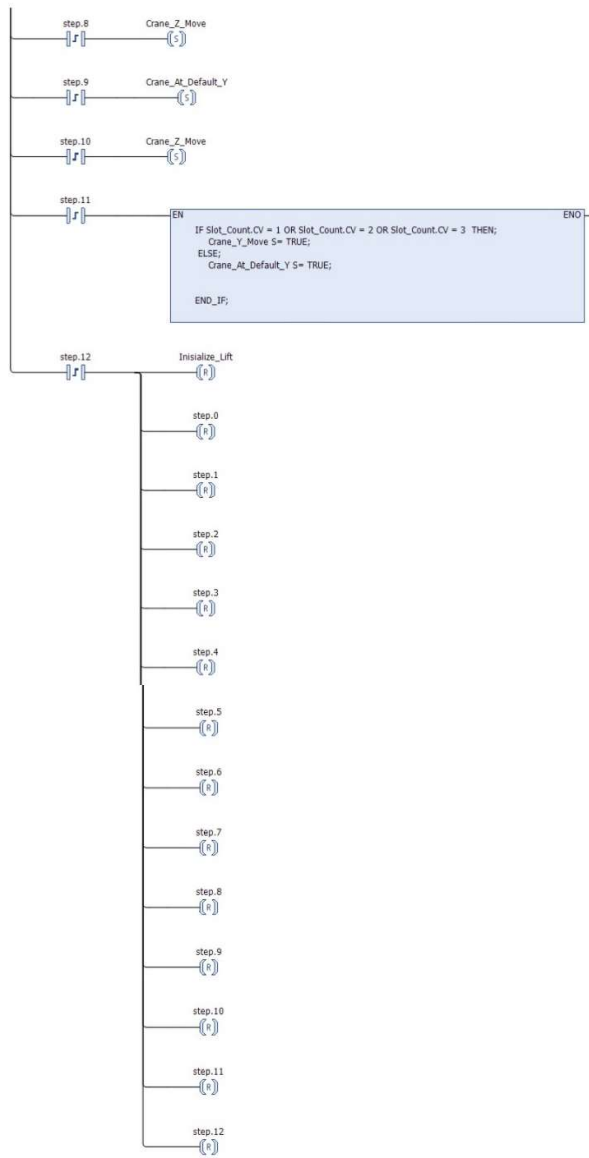 step.8 Crane_Z_Move
S
step.9 Crane_At_Default_Y
S
step.10 Crane_Z_Move
S
step.11
EN ENO
IF Slot_Count.CV = 1 OR Slot_Count.CV = 2 OR Slot_Count.CV = 3 THEN;
Crane_Y_Move S= TRUE;
ELSE;
Crane_At_Default_Y S= TRUE;
END_IF;
step.12 Inisialize_Lift
R
step.0
R
step.1
R
step.2
R
step.3
R
step.4
R
step.5
R
step.6
R
step.7
R
step.8
R
step.9
R
step.10
R
step.11
R
step.12
R